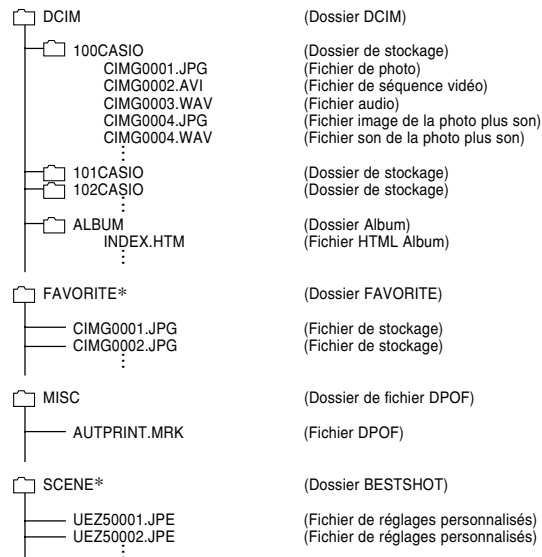 DCIM (Dossier DCIM)
100CASIO (Dossier de stockage)
CIMG0001.JPG (Fichier de photo)
CIMG0002.AVI (Fichier de séquence vidéo)
CIMG0003.WAV (Fichier audio)
CIMG0004.JPG (Fichier image de la photo plus son)
CIMG0004.WAV (Fichier son de la photo plus son)
101CASIO (Dossier de stockage)
102CASIO (Dossier de stockage)
ALBUM (Dossier Album)
INDEX.HTM (Fichier HTML Album)
FAVORITE* (Dossier FAVORITE)
CIMG0001.JPG (Fichier de stockage)
CIMG0002.JPG (Fichier de stockage)
MISC (Dossier de fichier DPOF)
AUTPRINT.MRK (Fichier DPOF)
SCENE* (Dossier BESTSHOT)
UEZ50001.JPE (Fichier de réglages personnalisés)
UEZ50002.JPE (Fichier de réglages personnalisés)